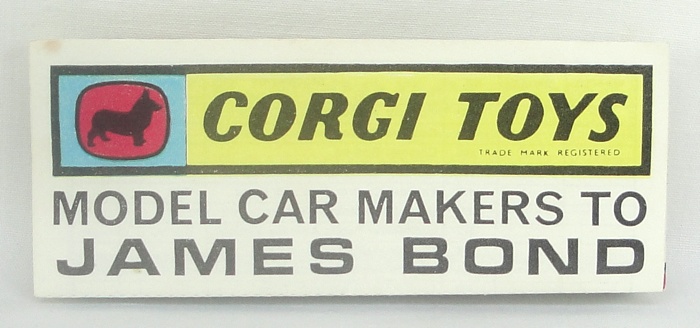 CORGI TOYS
TRADE MARK REGISTERED
MODEL CAR MAKERS TO
JAMES BOND